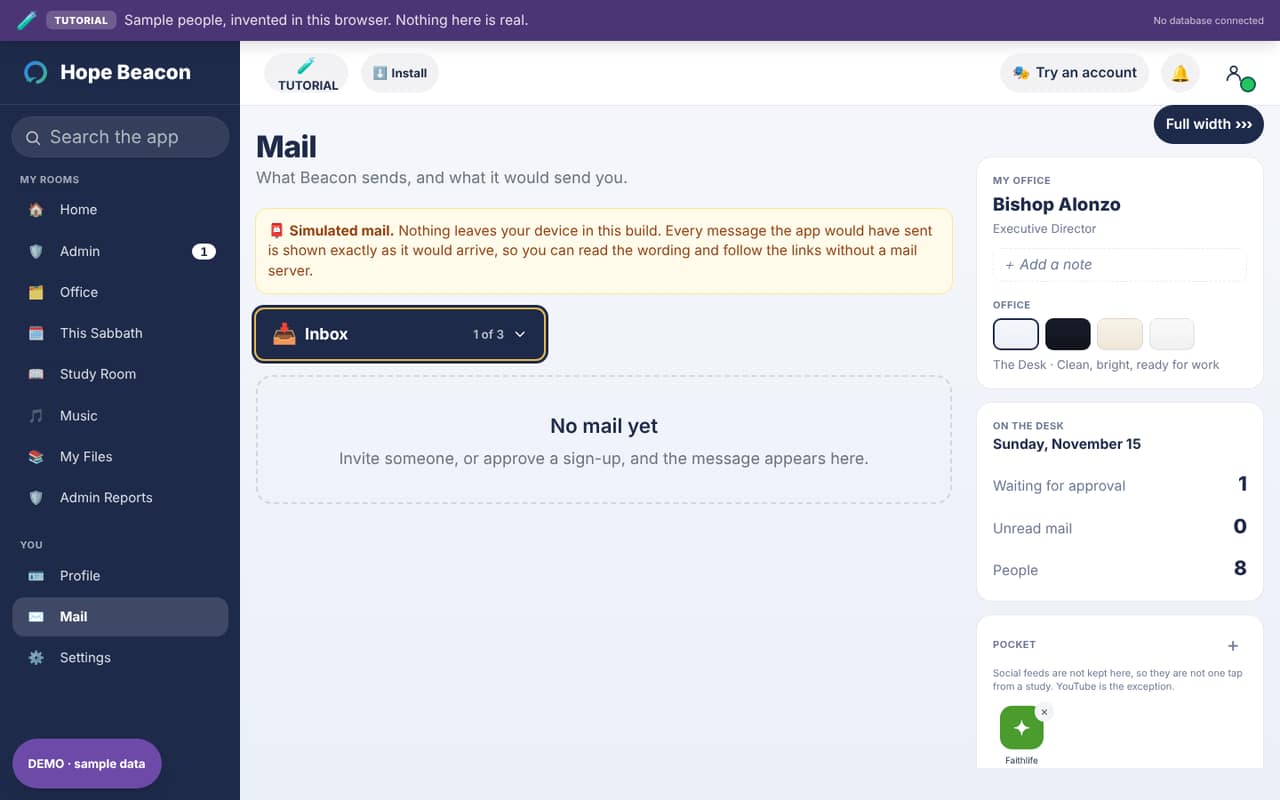 TUTORIAL Sample people, invented in this browser. Nothing here is real.
No database connected
Hope Beacon
Search the app
MY ROOMS
Home
Admin 1
Office
This Sabbath
Study Room
Music
My Files
Admin Reports
YOU
Profile
Mail
Settings
DEMO · sample data
TUTORIAL
Install
Try an account
Full width ›››
Mail
What Beacon sends, and what it would send you.
Simulated mail. Nothing leaves your device in this build. Every message the app would have sent
is shown exactly as it would arrive, so you can read the wording and follow the links without a mail
server.
Inbox 1 of 3
No mail yet
Invite someone, or approve a sign-up, and the message appears here.
MY OFFICE
Bishop Alonzo
Executive Director
+ Add a note
OFFICE
The Desk · Clean, bright, ready for work
ON THE DESK
Sunday, November 15
Waiting for approval 1
Unread mail 0
People 8
POCKET +
Social feeds are not kept here, so they are not one tap
from a study. YouTube is the exception.
×
Faithlife